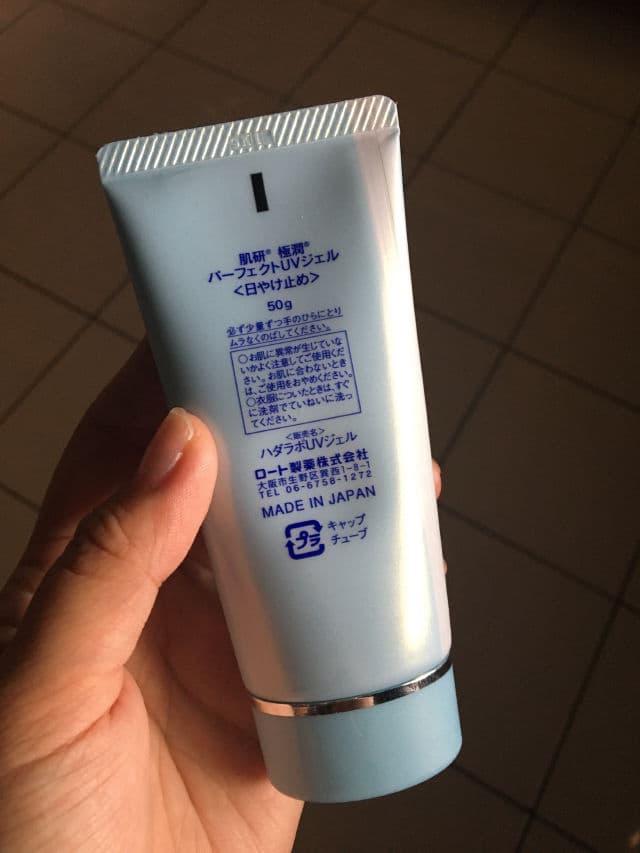 肌研® 極潤®
パーフェクトUVジェル
<日やけ止め>
50g
必ず少量ずつ手のひらにとり
ムラなくのばしてください。
○お肌に異常が生じていな
いかよく注意してご使用くだ
さい。お肌に合わないとき
は、ご使用をおやめください。
○衣服についたときは、すぐ
に洗剤でていねいに洗っ
てください。
<販売名>
ハダラボUVジェル
ロート製薬株式会社
大阪市生野区巽西1-8-1
TEL 06-6758-1272
MADE IN JAPAN
プラ
キャップ
チューブ